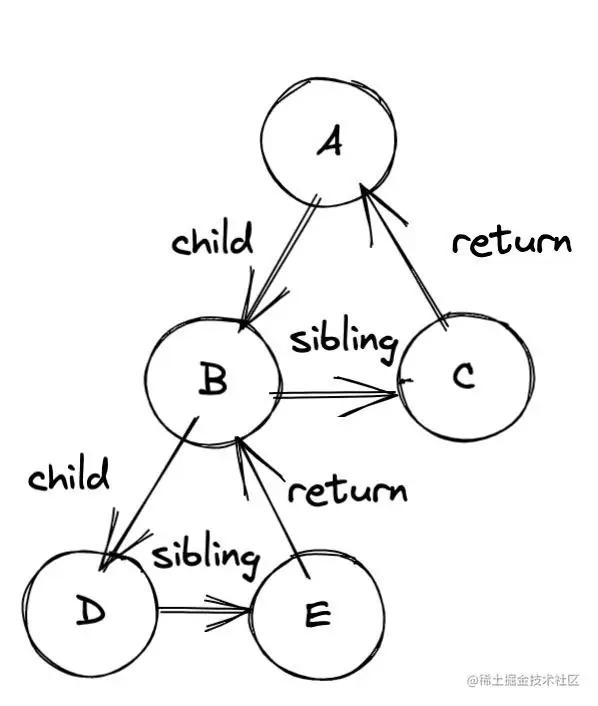 A
child
return
sibling
B
C
child
return
sibling
D
E
@稀土掘金技术社区